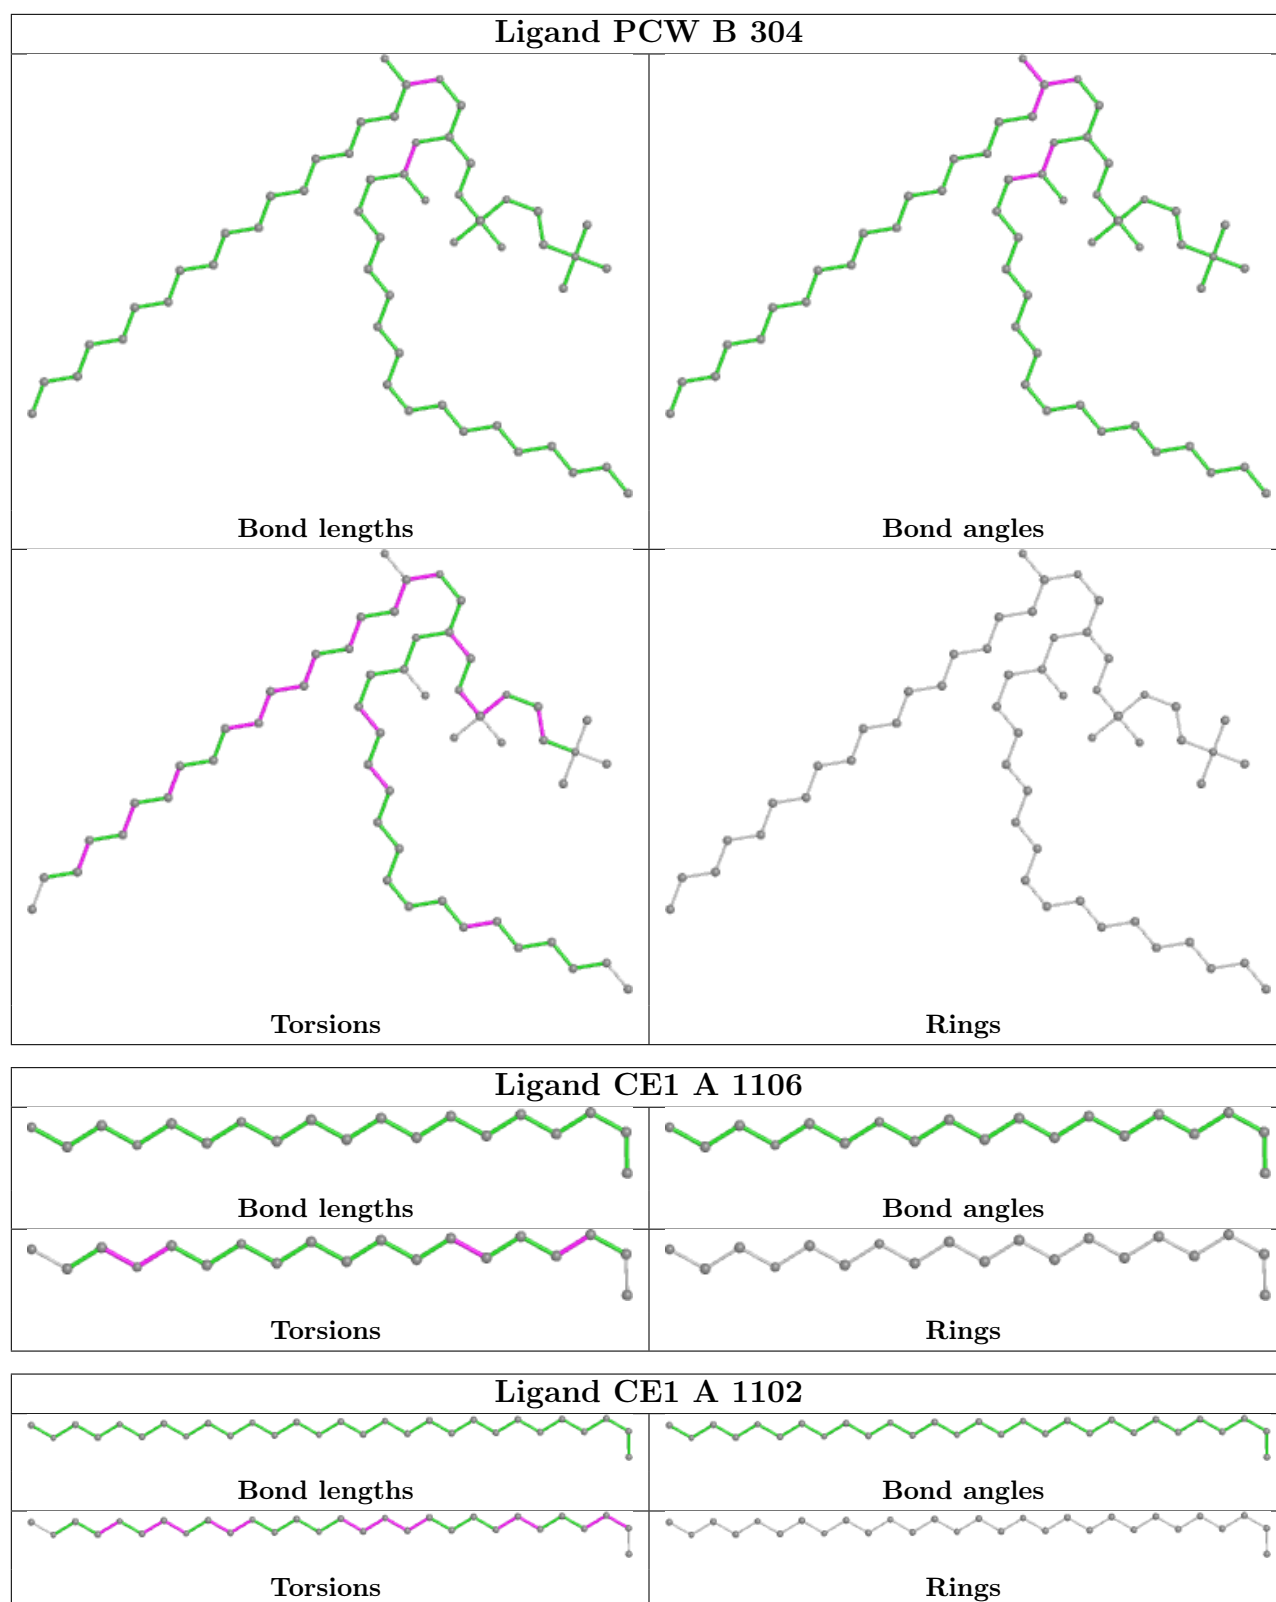 Ligand PCW B 304
Bond lengths
Bond angles
Torsions
Rings
Ligand CE1 A 1106
Bond lengths
Bond angles
Torsions
Rings
Ligand CE1 A 1102
Bond lengths
Bond angles
Torsions
Rings